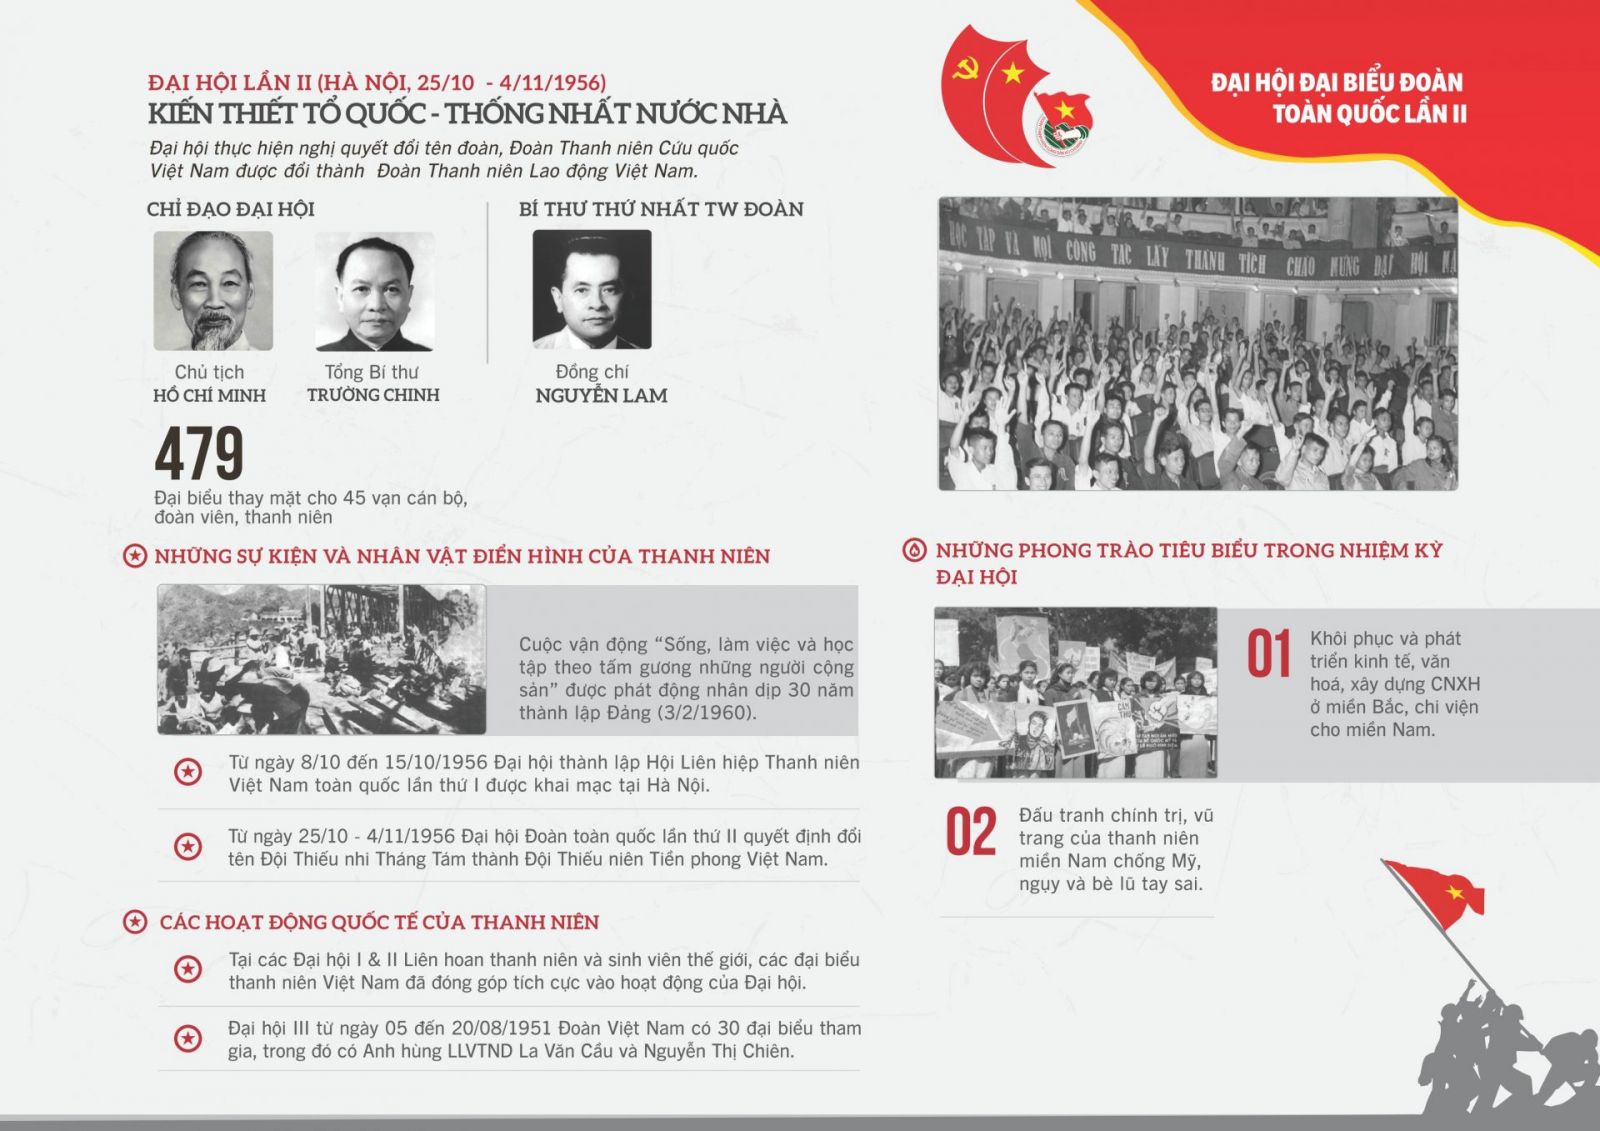 ĐẠI HỘI LẦN II (HÀ NỘI, 25/10 - 4/11/1956)
KIẾN THIẾT TỔ QUỐC - THỐNG NHẤT NƯỚC NHÀ
Đại hội thực hiện nghị quyết đổi tên đoàn, Đoàn Thanh niên Cứu quốc
Việt Nam được đổi thành Đoàn Thanh niên Lao động Việt Nam.
CHỈ ĐẠO ĐẠI HỘI
Chủ tịch
HỒ CHÍ MINH
Tổng Bí thư
TRƯỜNG CHINH
BÍ THƯ THỨ NHẤT TW ĐOÀN
Đồng chí
NGUYỄN LAM
479
Đại biểu thay mặt cho 45 vạn cán bộ,
đoàn viên, thanh niên
NHỮNG SỰ KIỆN VÀ NHÂN VẬT ĐIỂN HÌNH CỦA THANH NIÊN
Cuộc vận động “Sống, làm việc và học
tập theo tấm gương những người cộng
sản” được phát động nhân dịp 30 năm
thành lập Đảng (3/2/1960).
Từ ngày 8/10 đến 15/10/1956 Đại hội thành lập Hội Liên hiệp Thanh niên
Việt Nam toàn quốc lần thứ I được khai mạc tại Hà Nội.
Từ ngày 25/10 - 4/11/1956 Đại hội Đoàn toàn quốc lần thứ II quyết định đổi
tên Đội Thiếu nhi Tháng Tám thành Đội Thiếu niên Tiền phong Việt Nam.
CÁC HOẠT ĐỘNG QUỐC TẾ CỦA THANH NIÊN
Tại các Đại hội I & II Liên hoan thanh niên và sinh viên thế giới, các đại biểu
thanh niên Việt Nam đã đóng góp tích cực vào hoạt động của Đại hội.
Đại hội III từ ngày 05 đến 20/08/1951 Đoàn Việt Nam có 30 đại biểu tham
gia, trong đó có Anh hùng LLVTND La Văn Cầu và Nguyễn Thị Chiên.
ĐẠI HỘI ĐẠI BIỂU ĐOÀN
TOÀN QUỐC LẦN II
HỌC TẬP VÀ MỌI CÔNG TÁC LẤY THÀNH TÍCH CHÀO MỪNG ĐẠI HỘI
NHỮNG PHONG TRÀO TIÊU BIỂU TRONG NHIỆM KỲ
ĐẠI HỘI
CĂM
THÙ
01
Khôi phục và phát
triển kinh tế, văn
hoá, xây dựng CNXH
ở miền Bắc, chi viện
cho miền Nam.
02
Đấu tranh chính trị, vũ
trang của thanh niên
miền Nam chống Mỹ,
ngụy và bè lũ tay sai.